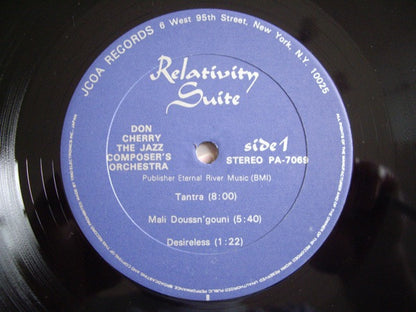 JCOA RECORDS 6 West 95th Street, New York, N.Y. 10025
Relativity
Suite
DON
CHERRY
THE JAZZ
COMPOSER'S
ORCHESTRA
side 1
STEREO PA-7069
Publisher Eternal River Music (BMI)
Tantra (8:00)
Mali Doussn'gouni (5:40)
Desireless (1:22)